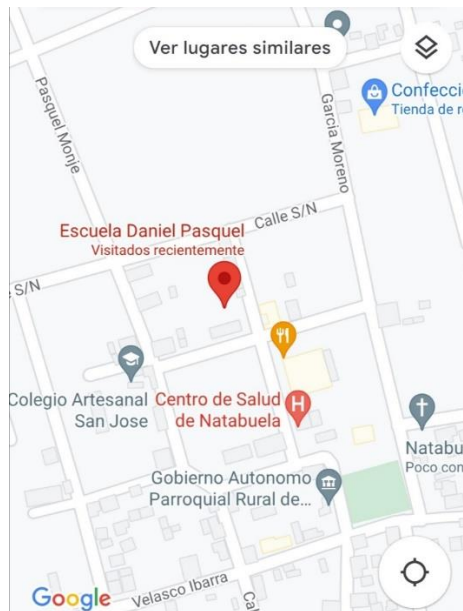 Ver lugares similares
Pasquel Monje
Garcia Moreno
Confecci
Tienda de r
Calle S/N
Escuela Daniel Pasquel
Visitados recientemente
e S/N
Colegio Artesanal
San Jose
Centro de Salud
de Natabuela
H
Natabu
Poco con
Gobierno Autonomo
Parroquial Rural de...
Google
Velasco Ibarra
Cal